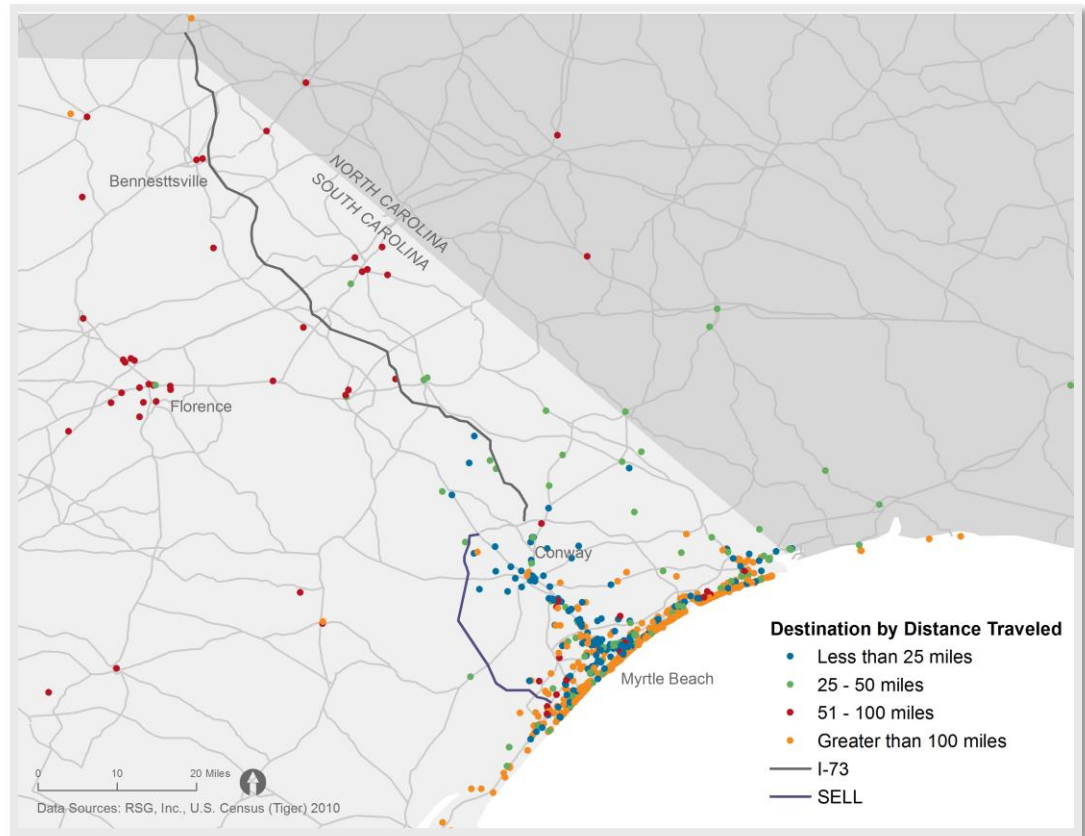 NORTH CAROLINA
SOUTH CAROLINA
Bennesttsville
Florence
Conway
Myrtle Beach
Destination by Distance Traveled
Less than 25 miles
25 - 50 miles
51 - 100 miles
Greater than 100 miles
I-73
SELL
0 10 20 Miles
Data Sources: RSG, Inc., U.S. Census (Tiger) 2010